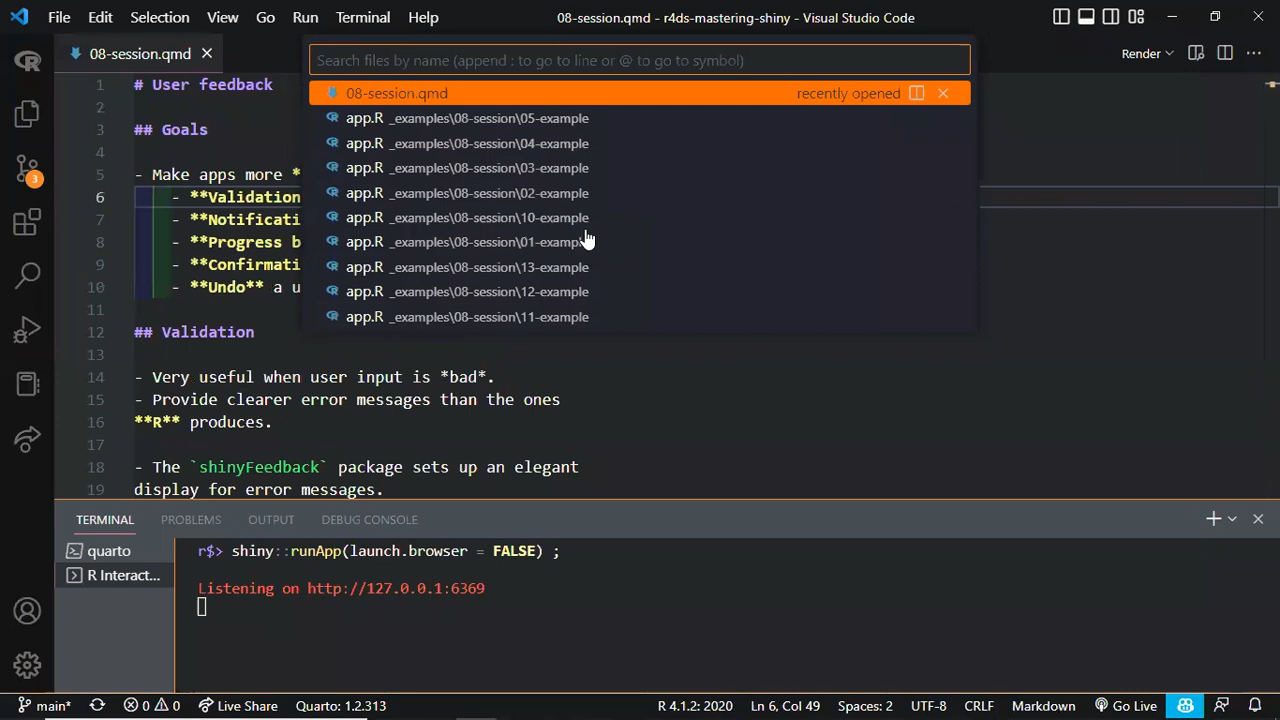 File Edit Selection View Go Run Terminal Help 08-session.qmd - r4ds-mastering-shiny - Visual Studio Code
08-session.qmd Render
Search files by name (append : to go to line or @ to go to symbol)
08-session.qmd recently opened
app.R _examples\08-session\05-example
app.R _examples\08-session\04-example
app.R _examples\08-session\03-example
app.R _examples\08-session\02-example
app.R _examples\08-session\10-example
app.R _examples\08-session\01-example
app.R _examples\08-session\13-example
app.R _examples\08-session\12-example
app.R _examples\08-session\11-example
1 # User feedback
2
3 ## Goals
4
5 - Make apps more *
6 - **Validation
7 - **Notificati
8 - **Progress b
9 - **Confirmati
10 - **Undo** a u
11
12 ## Validation
13
14 - Very useful when user input is *bad*.
15 - Provide clearer error messages than the ones
16 **R** produces.
17
18 - The `shinyFeedback` package sets up an elegant
19 display for error messages.
3
TERMINAL PROBLEMS OUTPUT DEBUG CONSOLE
quarto
R Interact...
r$> shiny::runApp(launch.browser = FALSE) ;
Listening on http://127.0.0.1:6369
main* 0 0 Live Share Quarto: 1.2.313 R 4.1.2: 2020 Ln 6, Col 49 Spaces: 2 UTF-8 CRLF Markdown Go Live